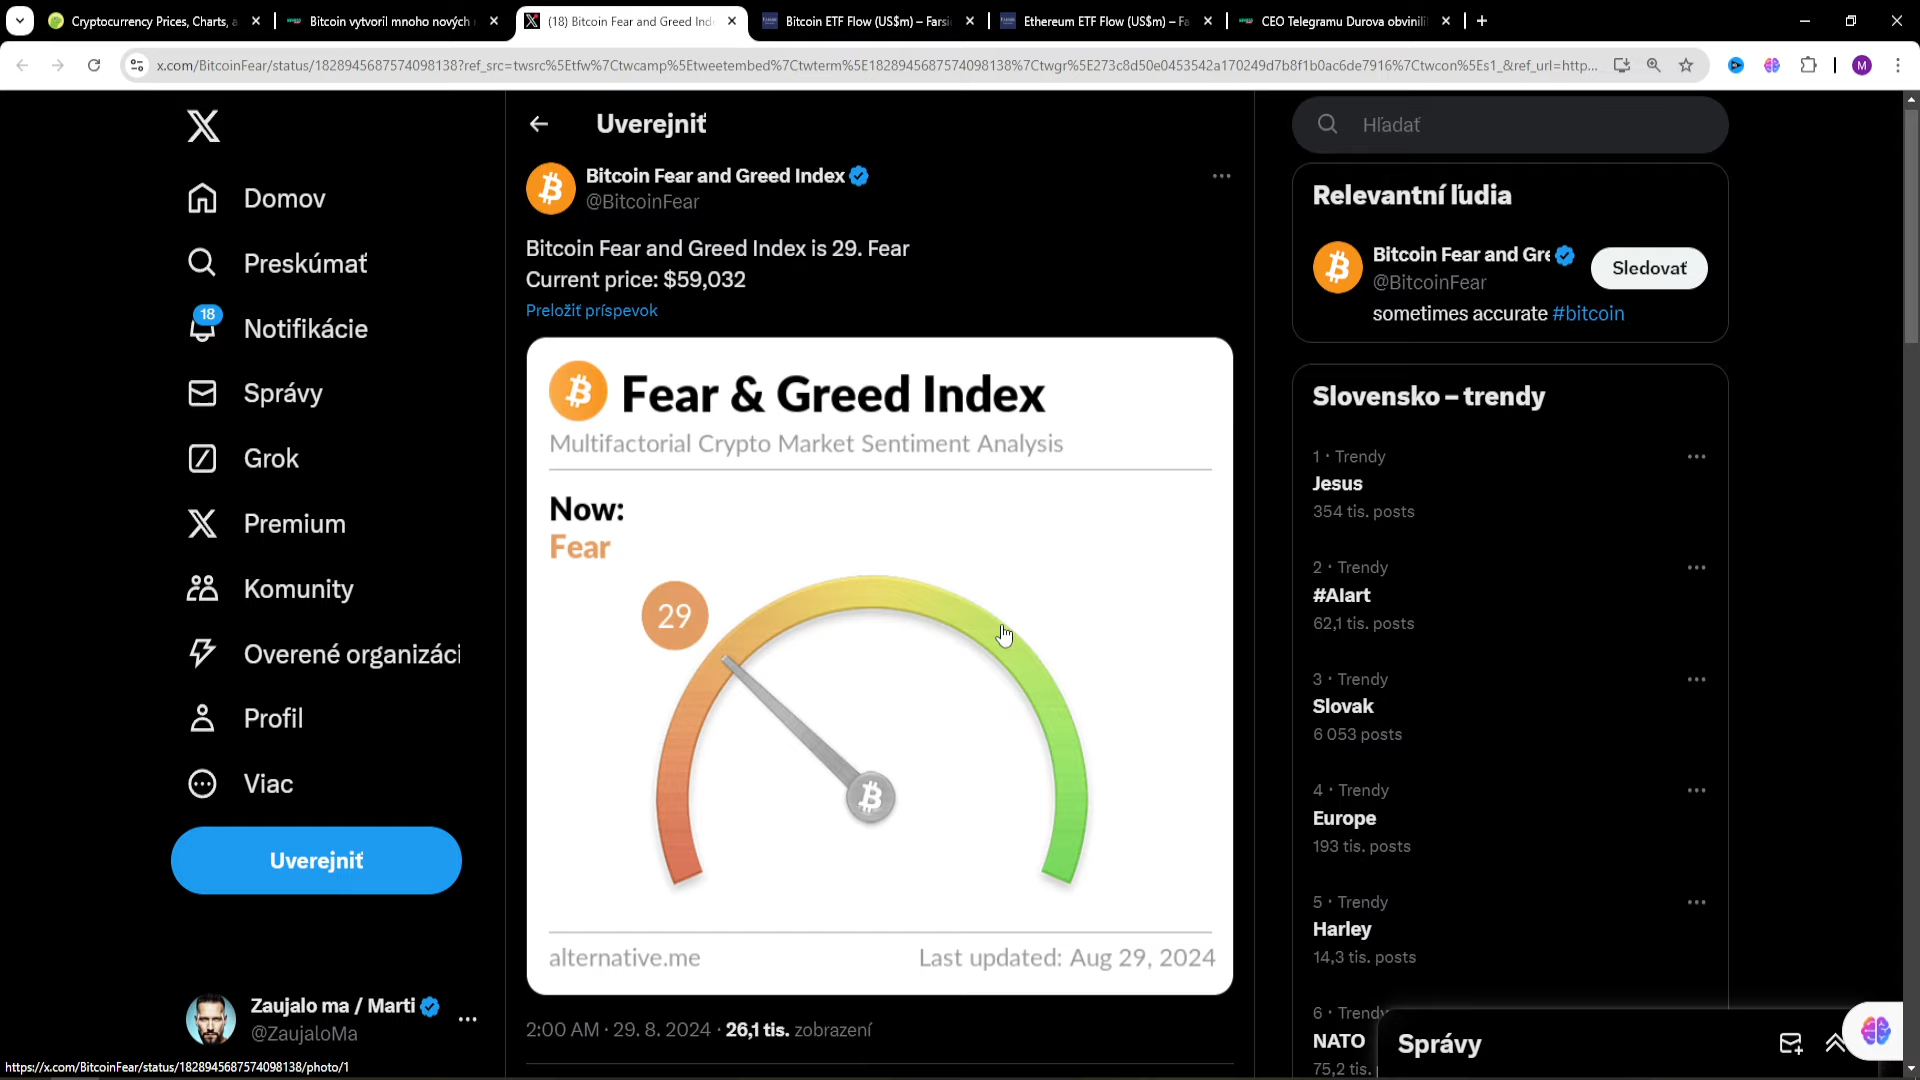 Cryptocurrency Prices, Charts, a
Bitcoin vytvoril mnoho nových
(18) Bitcoin Fear and Greed Ind
Bitcoin ETF Flow (US$m) – Farsi
Ethereum ETF Flow (US$m) – Fa
CEO Telegramu Durova obvinili
x.com/BitcoinFear/status/1828945687574098138?ref_src=twsrc%5Etfw%7Ctwcamp%5Etweetembed%7Ctwterm%5E1828945687574098138%7Ctwgr%5E273c8d50e0453542a170249d7b8f1b0ac6de7916%7Ctwcon%5Es1_&ref_url=http...
M
Domov
Preskúmať
18
Notifikácie
Správy
Grok
Premium
Komunity
Overené organizáci
Profil
Viac
Uverejniť
Zaujalo ma / Marti
@ZaujaloMa
https://x.com/BitcoinFear/status/1828945687574098138/photo/1
Uverejniť
Bitcoin Fear and Greed Index
@BitcoinFear
Bitcoin Fear and Greed Index is 29. Fear
Current price: $59,032
Preložiť príspevok
Fear & Greed Index
Multifactorial Crypto Market Sentiment Analysis
Now:
Fear
29
alternative.me
Last updated: Aug 29, 2024
2:00 AM · 29. 8. 2024 · 26,1 tis. zobrazení
Hľadať
Relevantní ľudia
Bitcoin Fear and Gre
@BitcoinFear
Sledovať
sometimes accurate #bitcoin
Slovensko – trendy
1 · Trendy
Jesus
354 tis. posts
2 · Trendy
#AIart
62,1 tis. posts
3 · Trendy
Slovak
6 053 posts
4 · Trendy
Europe
193 tis. posts
5 · Trendy
Harley
14,3 tis. posts
6 · Trendy
NATO
75,2 tis.
Správy